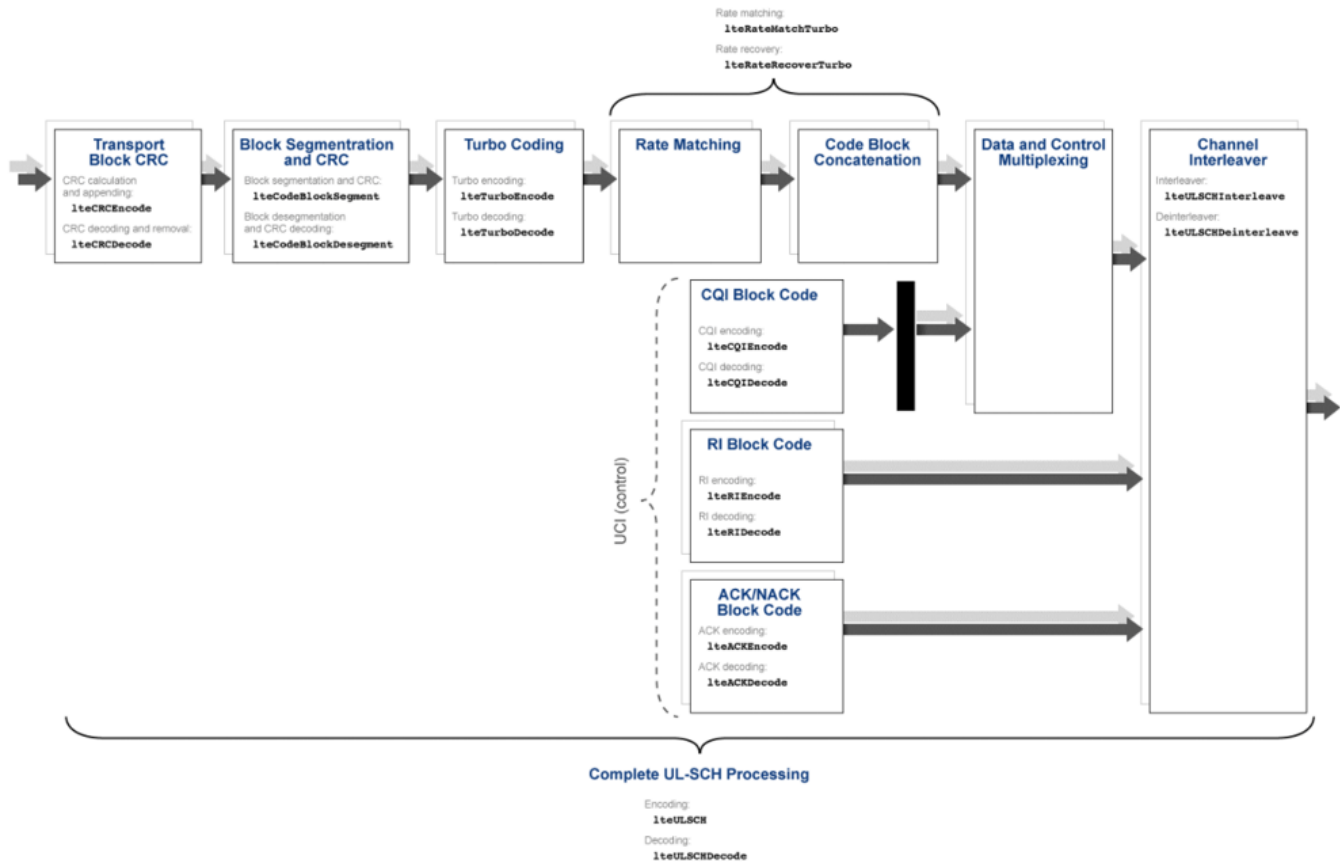 Rate matching:
lteRateMatchTurbo
Rate recovery:
lteRateRecoverTurbo
Transport
Block CRC
CRC calculation
and appending:
lteCRCEncode
CRC decoding and removal:
lteCRCDecode
Block Segmentration
and CRC
Block segmentation and CRC:
lteCodeBlockSegment
Block desegmentation
and CRC decoding:
lteCodeBlockDesegment
Turbo Coding
Turbo encoding:
lteTurboEncode
Turbo decoding:
lteTurboDecode
Rate Matching
Code Block
Concatenation
Data and Control
Multiplexing
Channel
Interleaver
Interleaver:
lteULSCHInterleave
Deinterleaver:
lteULSCHDeinterleave
UCI (control)
CQI Block Code
CQI encoding:
lteCQIEncode
CQI decoding:
lteCQIDecode
RI Block Code
RI encoding:
lteRIEncode
RI decoding:
lteRIDecode
ACK/NACK
Block Code
ACK encoding:
lteACKEncode
ACK decoding:
lteACKDecode
Complete UL-SCH Processing
Encoding:
lteULSCH
Decoding:
lteULSCHDecode